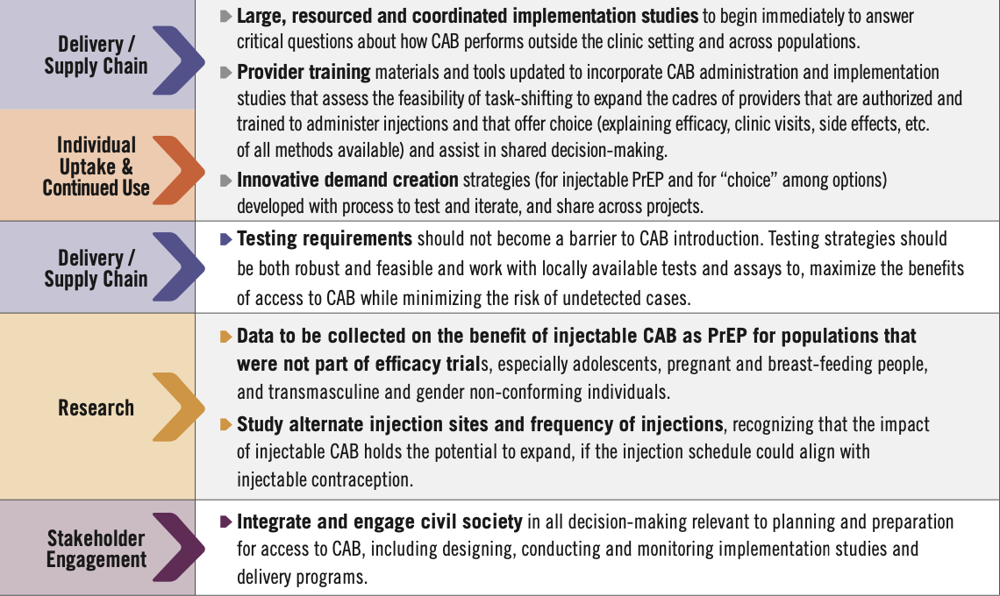 Delivery /
Supply Chain
Large, resourced and coordinated implementation studies to begin immediately to answer
critical questions about how CAB performs outside the clinic setting and across populations.
Provider training materials and tools updated to incorporate CAB administration and implementation
studies that assess the feasibility of task-shifting to expand the cadres of providers that are authorized and
trained to administer injections and that offer choice (explaining efficacy, clinic visits, side effects, etc.
of all methods available) and assist in shared decision-making.
Individual
Uptake &
Continued Use
Innovative demand creation strategies (for injectable PrEP and for “choice” among options)
developed with process to test and iterate, and share across projects.
Delivery /
Supply Chain
Testing requirements should not become a barrier to CAB introduction. Testing strategies should
be both robust and feasible and work with locally available tests and assays to, maximize the benefits
of access to CAB while minimizing the risk of undetected cases.
Research
Data to be collected on the benefit of injectable CAB as PrEP for populations that
were not part of efficacy trials, especially adolescents, pregnant and breast-feeding people,
and transmasculine and gender non-conforming individuals.
Study alternate injection sites and frequency of injections, recognizing that the impact
of injectable CAB holds the potential to expand, if the injection schedule could align with
injectable contraception.
Stakeholder
Engagement
Integrate and engage civil society in all decision-making relevant to planning and preparation
for access to CAB, including designing, conducting and monitoring implementation studies and
delivery programs.